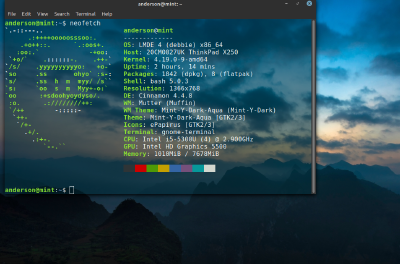 anderson@mint:~
File Edit View Search Terminal Help
anderson@mint:~$ neofetch
anderson@mint
-------------
OS: LMDE 4 (debbie) x86_64
Host: 20CM0027UK ThinkPad X250
Kernel: 4.19.0-9-amd64
Uptime: 2 hours, 14 mins
Packages: 1842 (dpkg), 8 (flatpak)
Shell: bash 5.0.3
Resolution: 1366x768
DE: Cinnamon 4.4.8
WM: Mutter (Muffin)
WM Theme: Mint-Y-Dark-Aqua (Mint-Y-Dark)
Theme: Mint-Y-Dark-Aqua [GTK2/3]
Icons: ePapirus [GTK2/3]
Terminal: gnome-terminal
CPU: Intel i5-5300U (4) @ 2.900GHz
GPU: Intel HD Graphics 5500
Memory: 1010MiB / 7678MiB
anderson@mint:~$